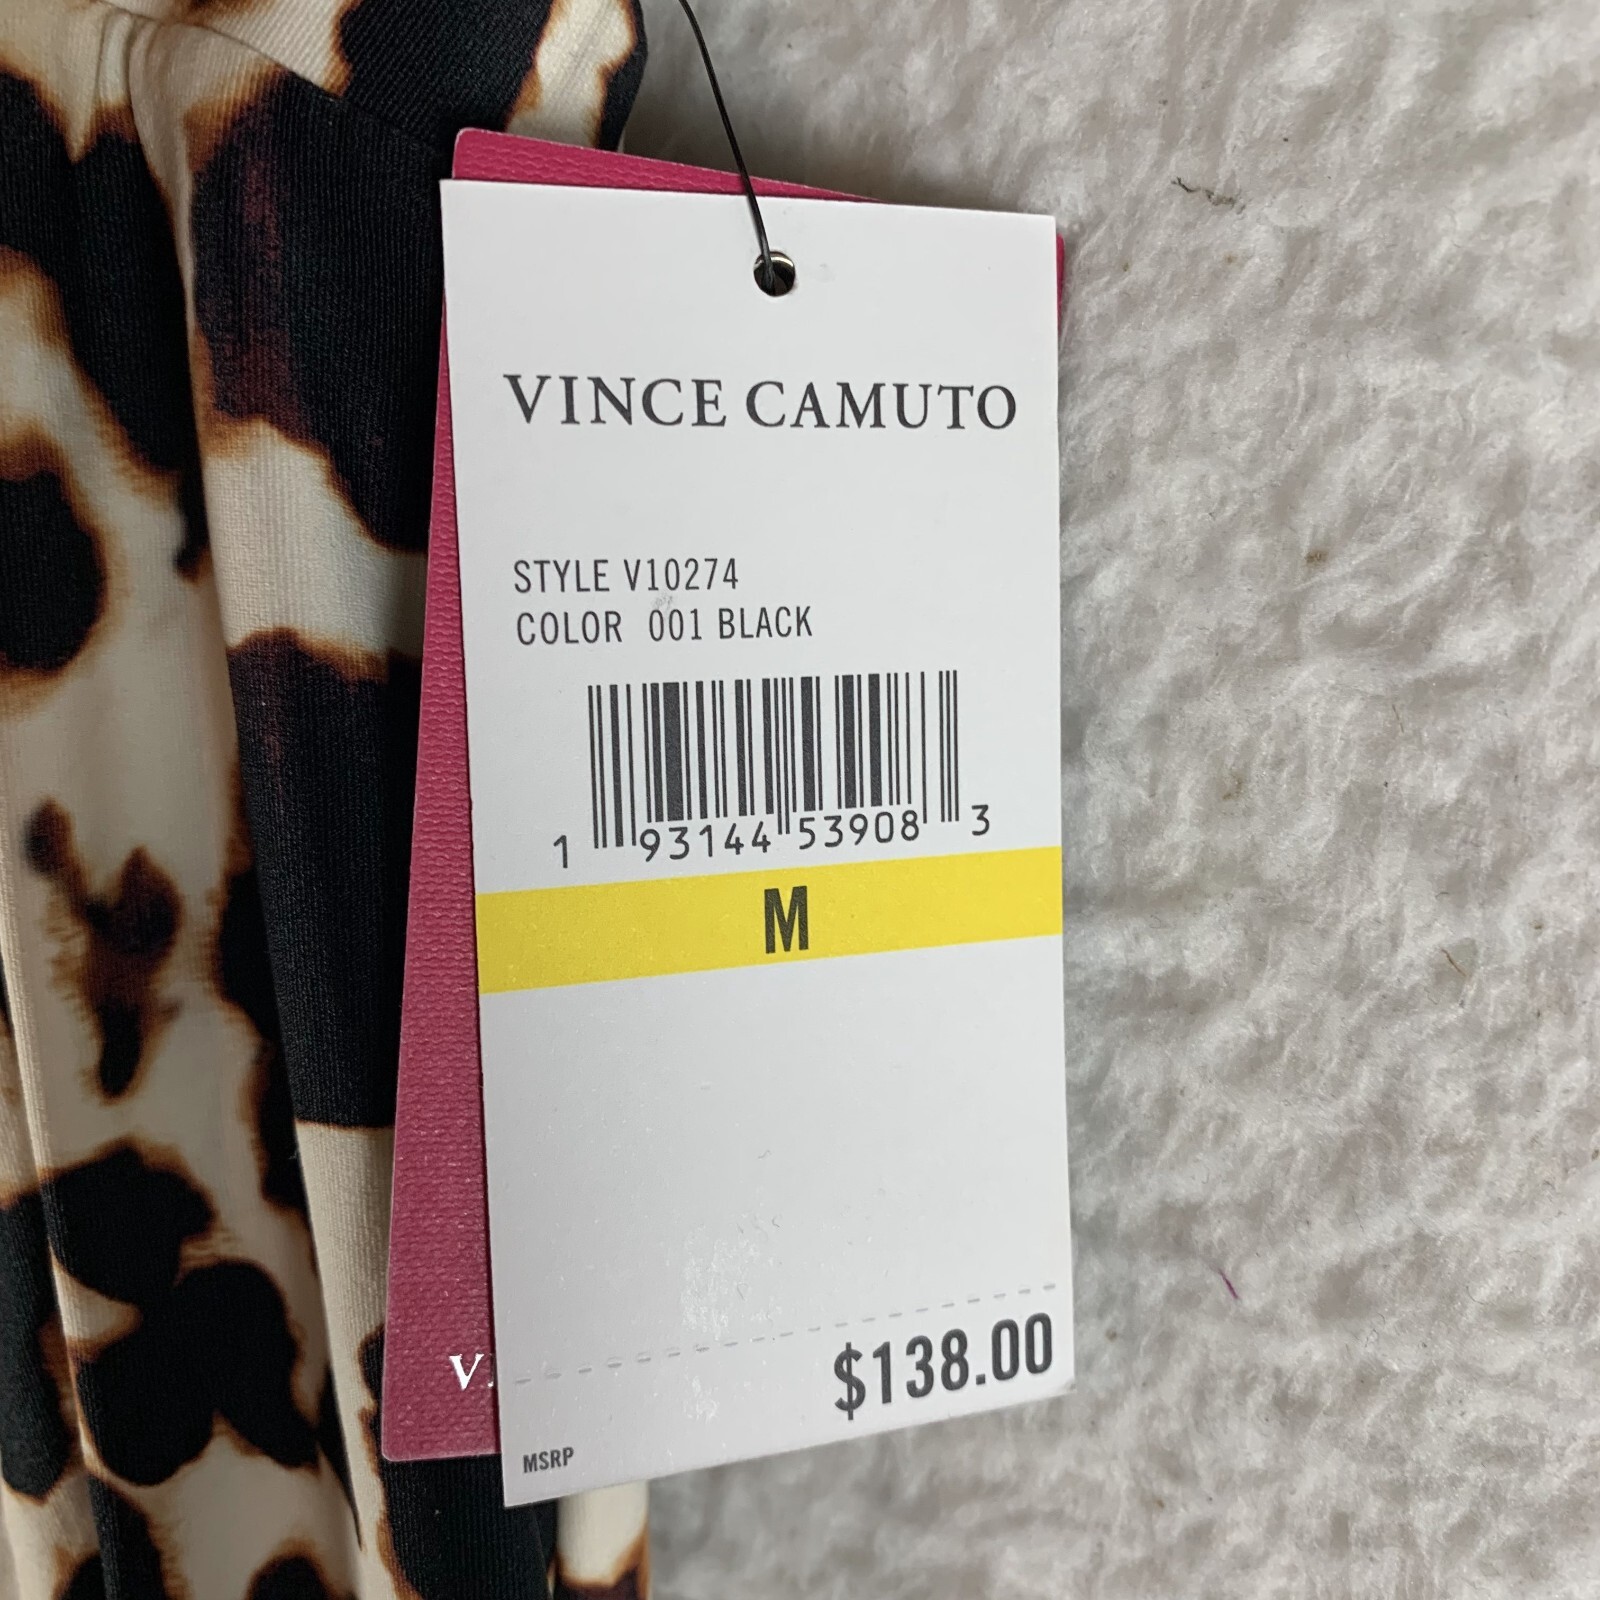 VINCE CAMUTO
STYLE V10274
COLOR 001 BLACK
1 93144 53908 3
M
$138.00
MSRP
V